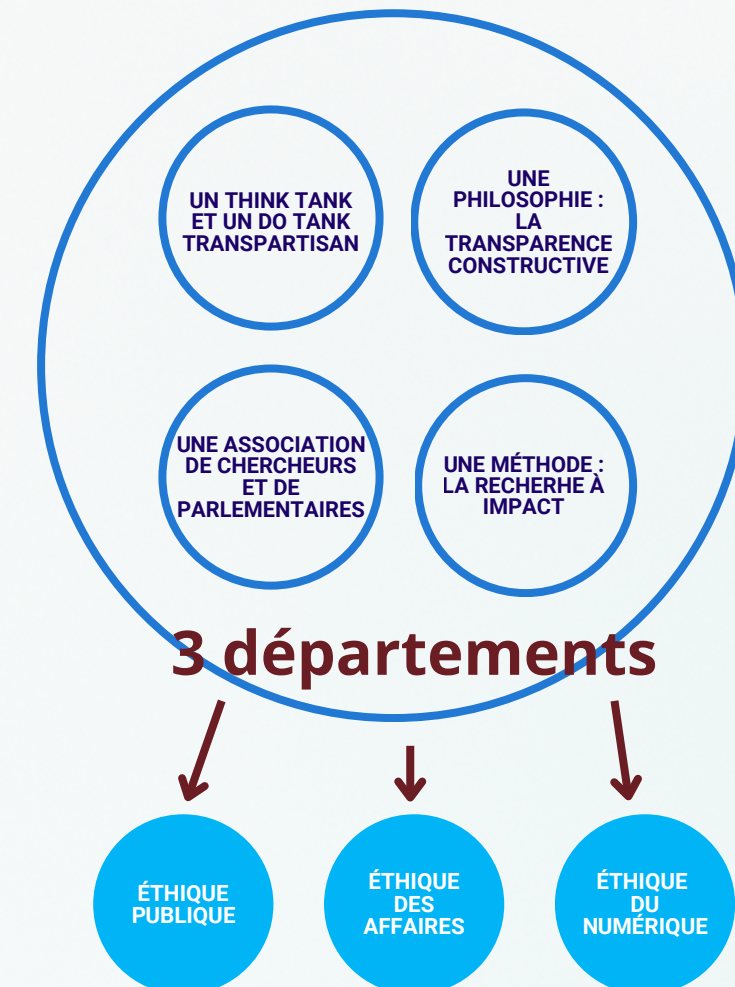 UN THINK TANK
ET UN DO TANK
TRANSPARTISAN
UNE
PHILOSOPHIE :
LA
TRANSPARENCE
CONSTRUCTIVE
UNE ASSOCIATION
DE CHERCHEURS
ET DE
PARLEMENTAIRES
UNE MÉTHODE :
LA RECHERHE À
IMPACT
3 départements
ÉTHIQUE
PUBLIQUE
ÉTHIQUE
DES
AFFAIRES
ÉTHIQUE
DU
NUMÉRIQUE